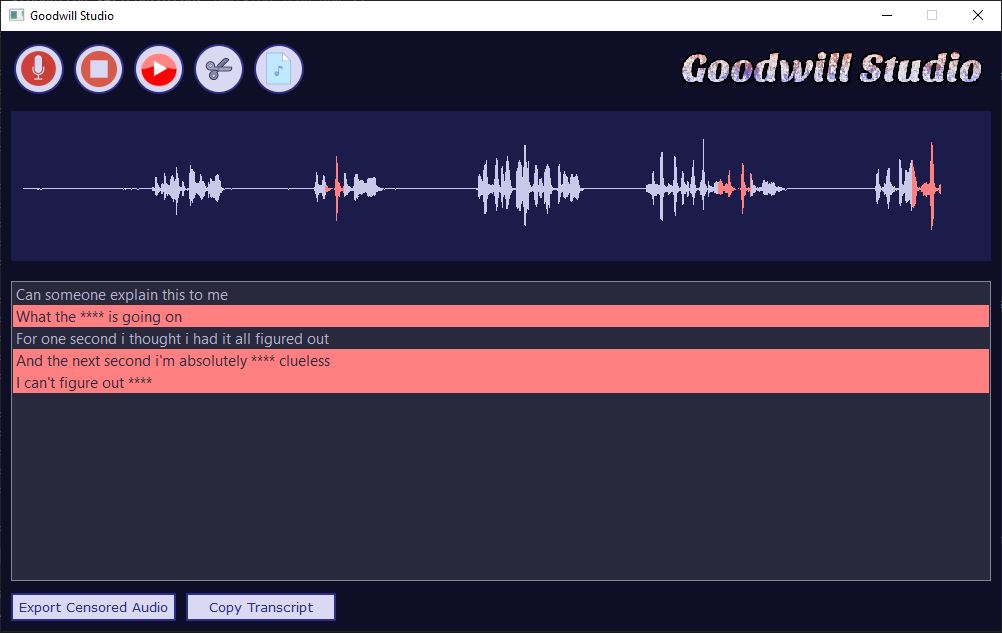 Goodwill Studio
Goodwill Studio
Can someone explain this to me
What the **** is going on
For one second i thought i had it all figured out
And the next second i'm absolutely **** clueless
I can't figure out ****
Export Censored Audio
Copy Transcript